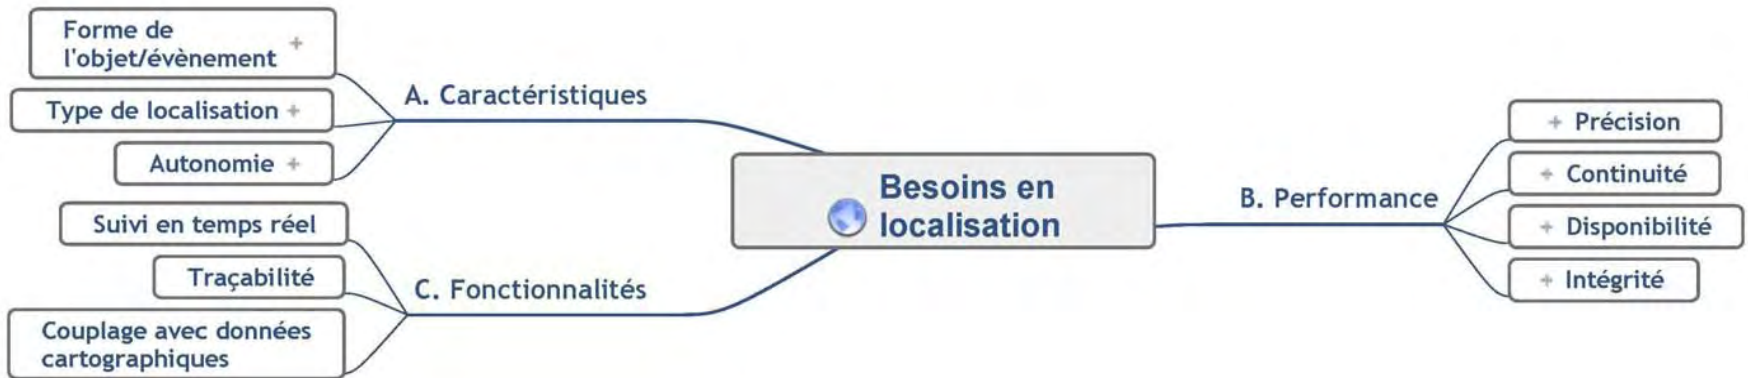 Forme de
l'objet/évènement +
Type de localisation +
Autonomie +
A. Caractéristiques
Suivi en temps réel
Traçabilité
Couplage avec données
cartographiques
C. Fonctionnalités
Besoins en
localisation
B. Performance
+ Précision
+ Continuité
+ Disponibilité
+ Intégrité